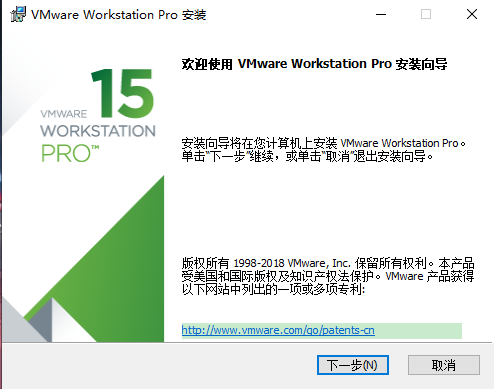 VMware Workstation Pro 安装
15
VMWARE
WORKSTATION
PRO™
欢迎使用 VMware Workstation Pro 安装向导
安装向导将在您计算机上安装 VMware Workstation Pro。
单击“下一步”继续，或单击“取消”退出安装向导。
版权所有 1998-2018 VMware, Inc. 保留所有权利。本产品
受美国和国际版权及知识产权法保护。VMware 产品获得
以下网站中列出的一项或多项专利:
http://www.vmware.com/go/patents-cn
下一步(N)
取消